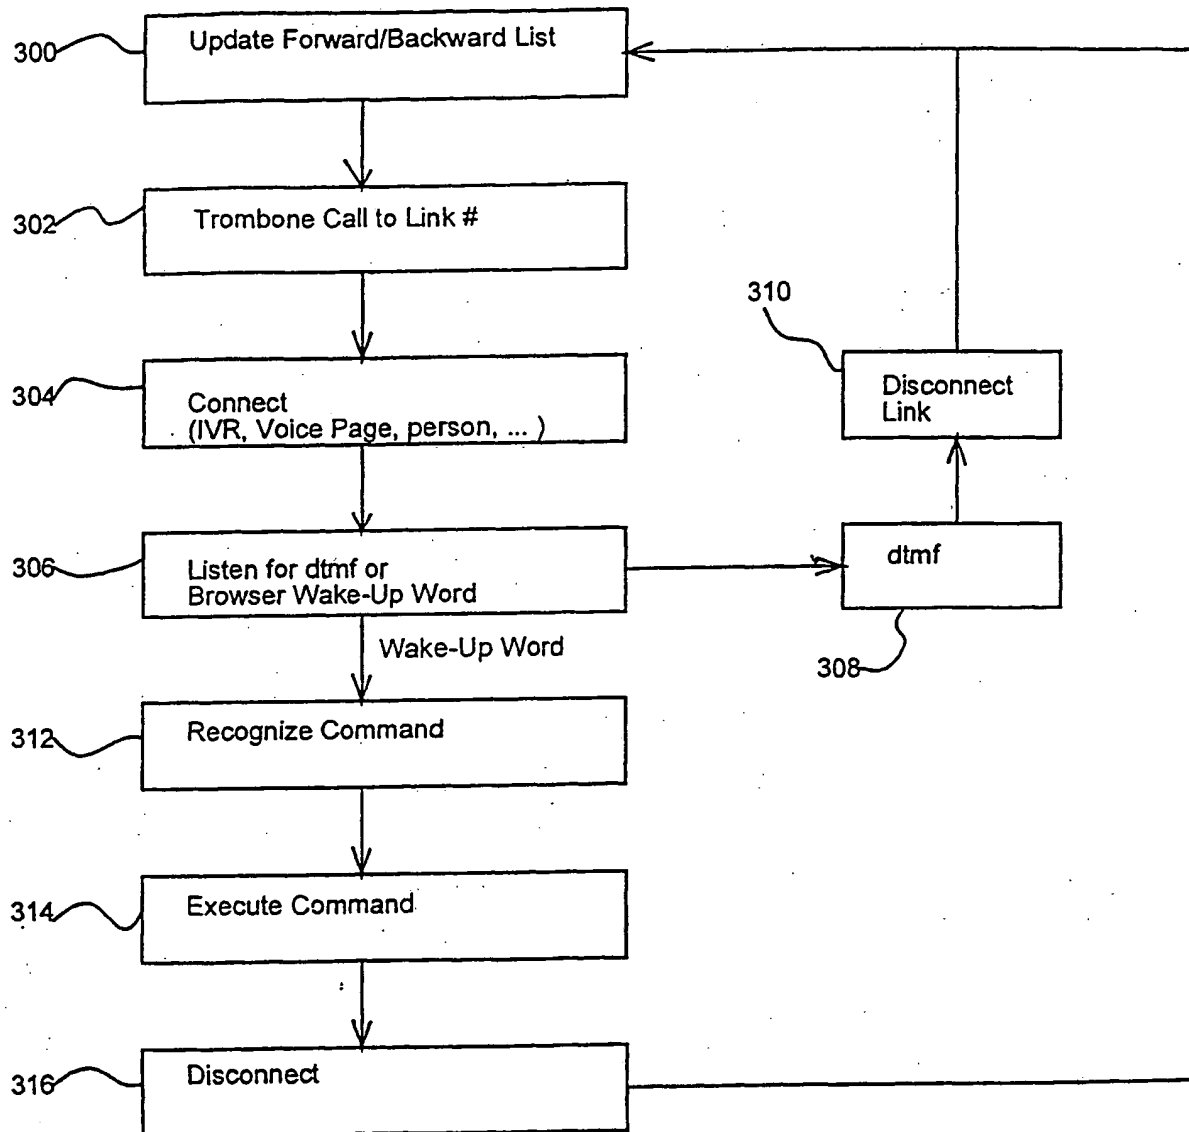 300
Update Forward/Backward List
302
Trombone Call to Link #
310
304
Connect
(IVR, Voice Page, person, ... )
Disconnect
Link
306
Listen for dtmf or
Browser Wake-Up Word
dtmf
Wake-Up Word
308
312
Recognize Command
314
Execute Command
316
Disconnect